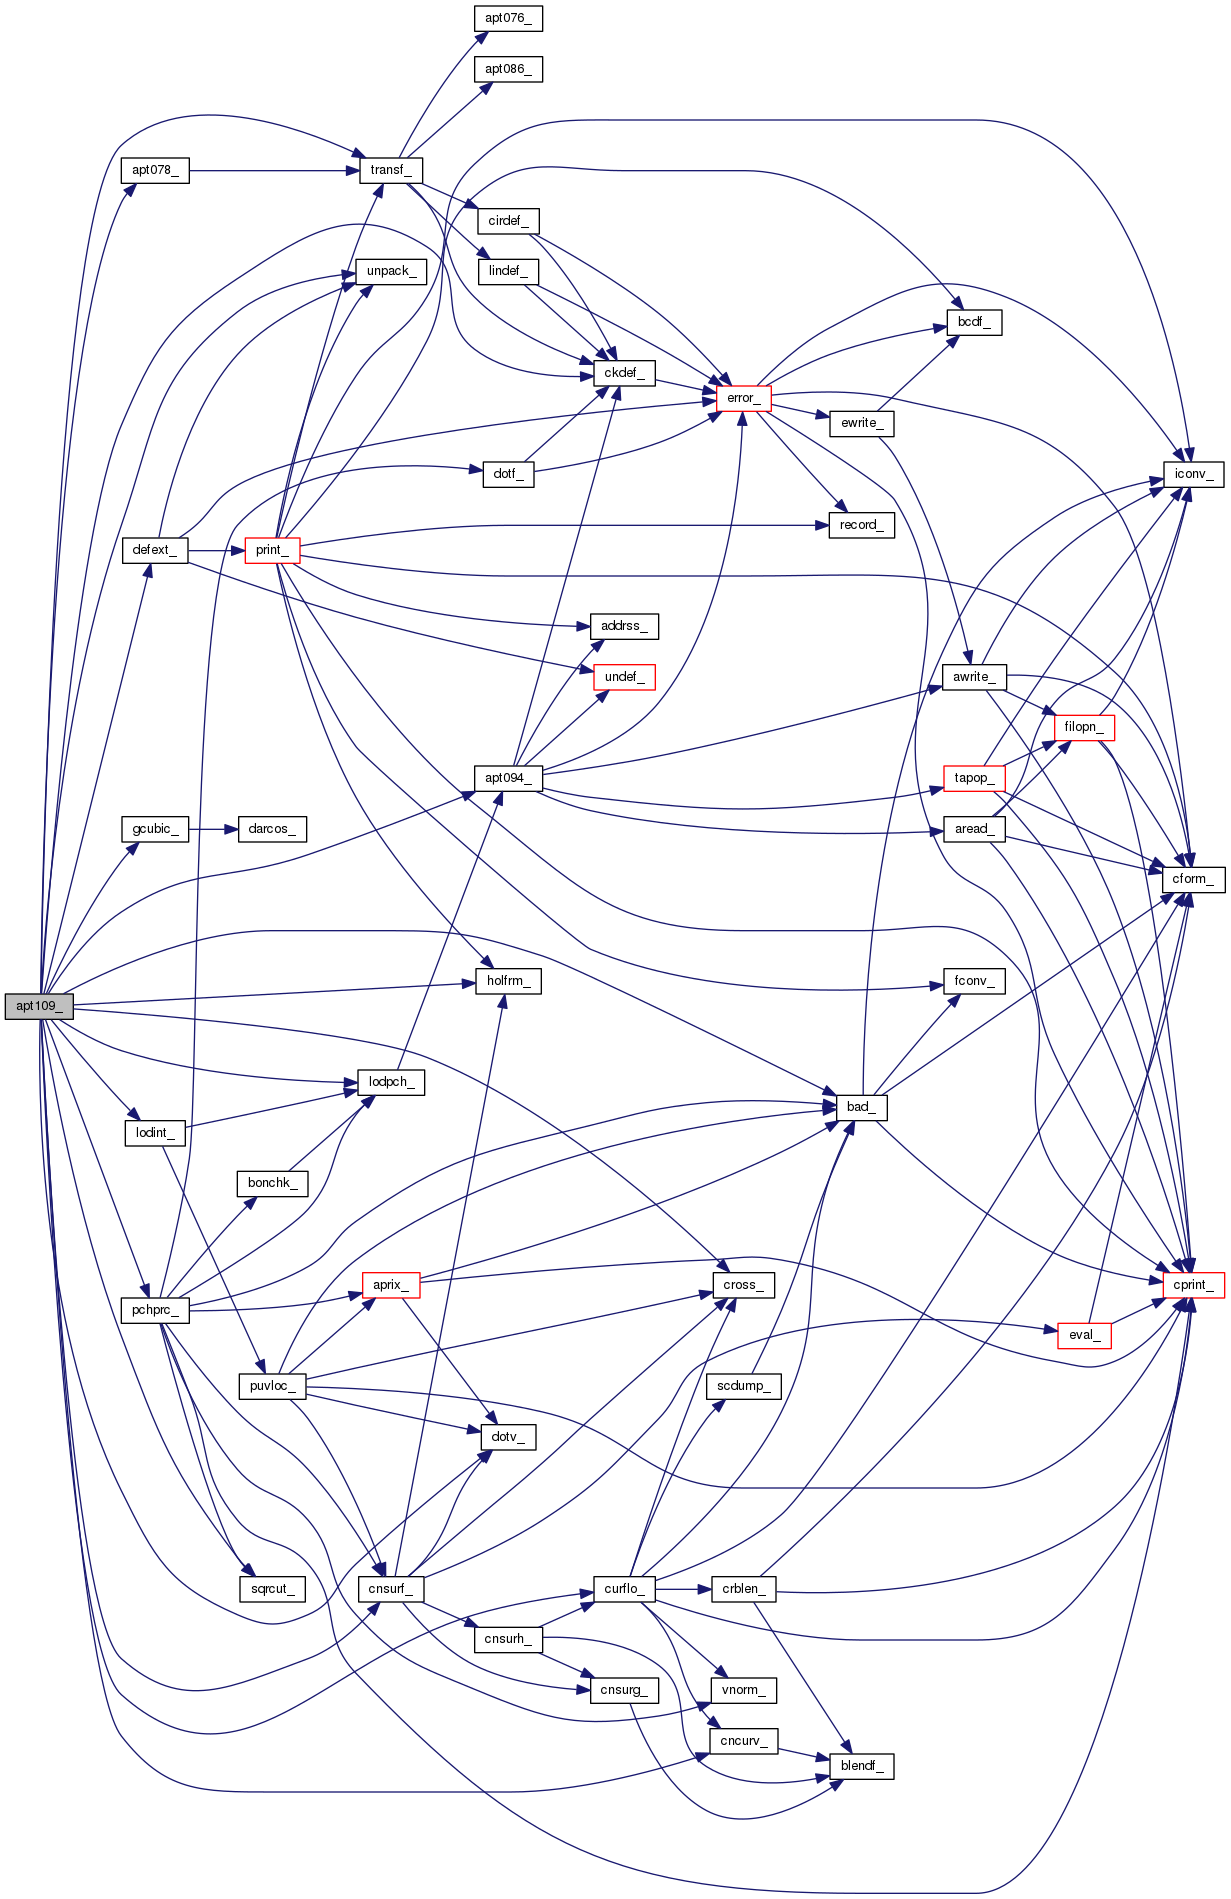 apt076_
apt086_
transf_
apt078_
cirdef_
lindef_
unpack_
bcdf_
ckdef_
error_
ewrite_
dotf_
iconv_
record_
defext_
print_
addrss_
undef_
awrite_
filopn_
apt094_
tapop_
gcubic_
darcos_
aread_
cform_
holfrm_
fconv_
apt109_
lodpch_
bad_
lodint_
bonchk_
aprix_
cross_
cprint_
pchprc_
eval_
puvloc_
scdump_
dotv_
sqrcut_
cnsurf_
curflo_
crblen_
cnsurh_
cnsurg_
vnorm_
cncurv_
blendf_